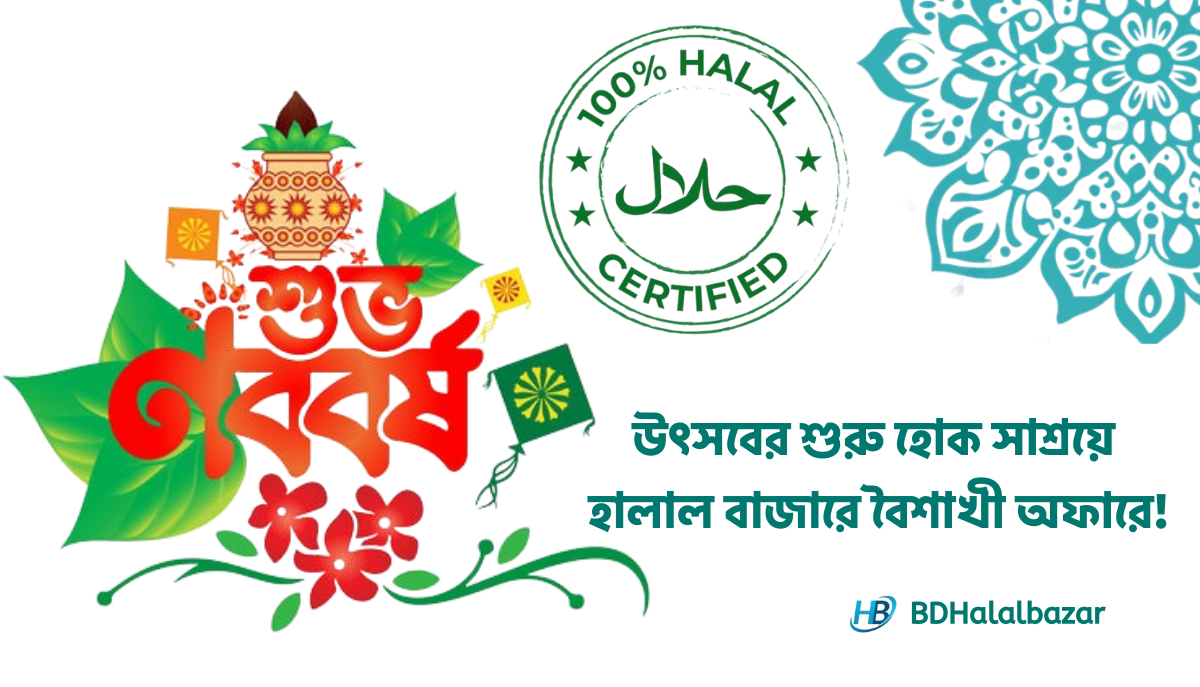 শুভ
নববর্ষ
100% HALAL
حلال
CERTIFIED
উৎসবের শুরু হোক সাশ্রয়ে
হালাল বাজারে বৈশাখী অফারে!
HB BDHalalbazar